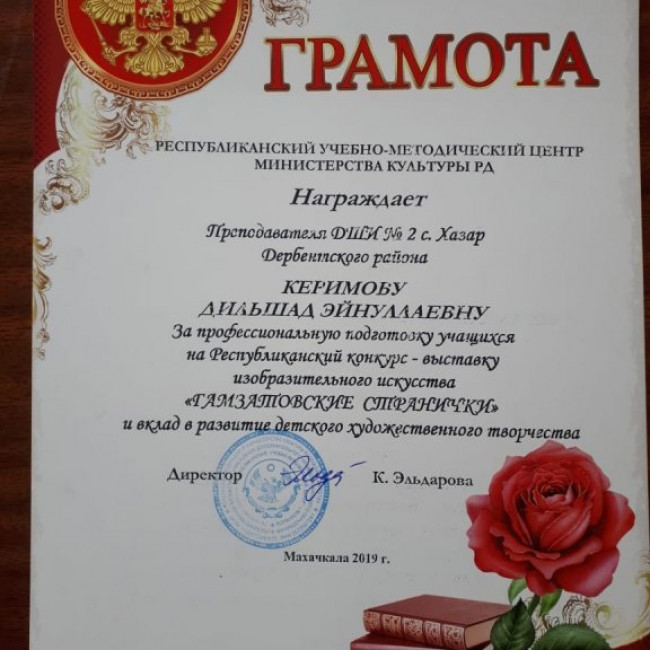 ГРАМОТА
РЕСПУБЛИКАНСКИЙ УЧЕБНО-МЕТОДИЧЕСКИЙ ЦЕНТР
МИНИСТЕРСТВА КУЛЬТУРЫ РД
Награждает
Преподавателя ДШИ № 2 с. Хазар
Дербентского района
КЕРИМОВУ
ДИЛЬШАД ЭЙНУЛЛАЕВНУ
За профессиональную подготовку учащихся
на Республиканский конкурс - выставку
изобразительного искусства
«ГАМЗАТОВСКИЕ СТРАНИЧКИ»
и вклад в развитие детского художественного творчества
Директор К. Эльдарова
Махачкала 2019 г.